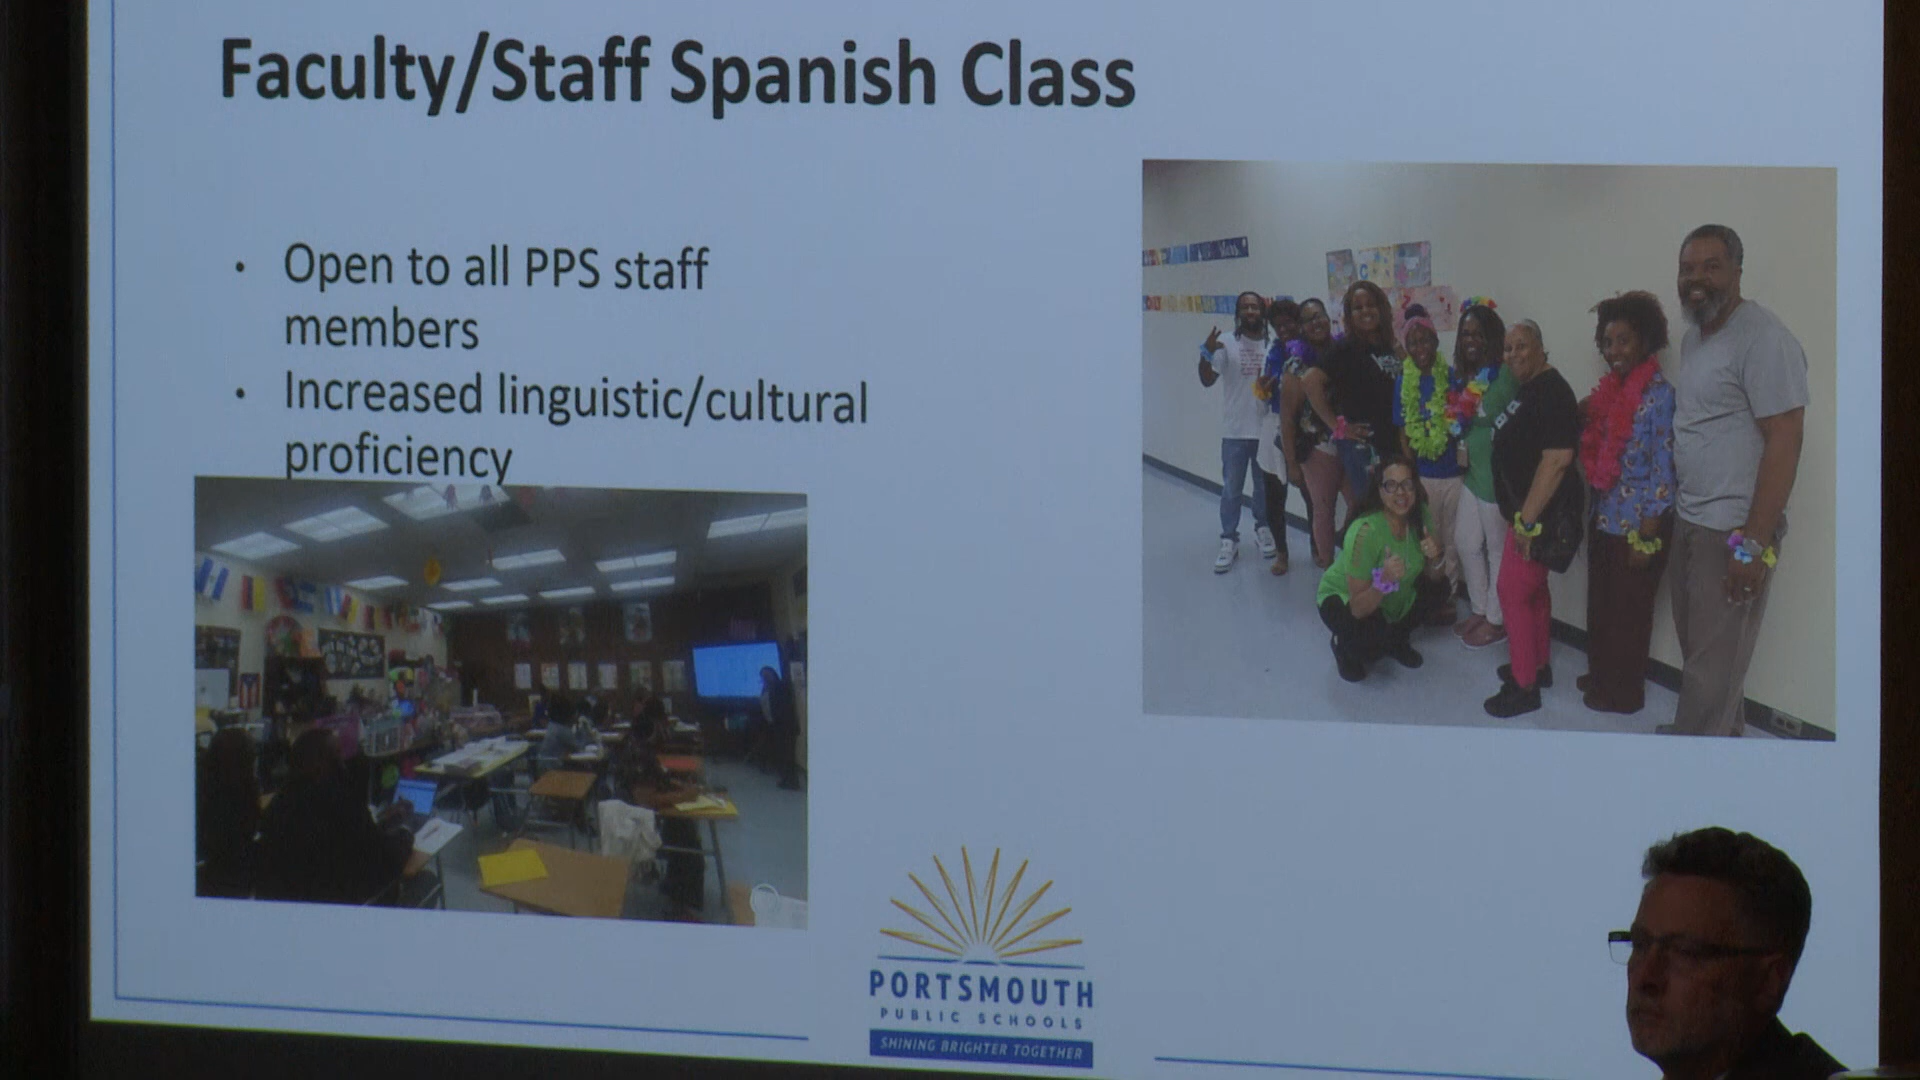 Faculty/Staff Spanish Class
• Open to all PPS staff
members
• Increased linguistic/cultural
proficiency
PORTSMOUTH
PUBLIC SCHOOLS
SHINING BRIGHTER TOGETHER